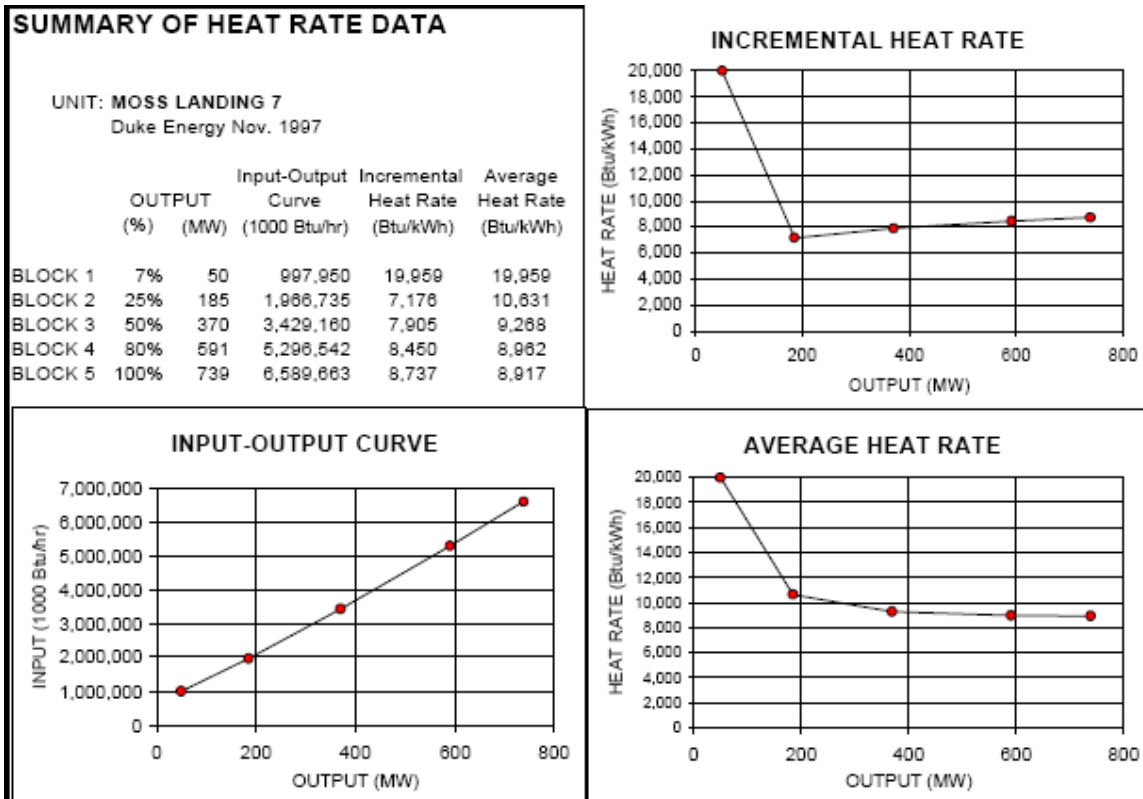 SUMMARY OF HEAT RATE DATA
UNIT: MOSS LANDING 7
Duke Energy Nov. 1997
Input-Output Incremental Average
OUTPUT Curve Heat Rate Heat Rate
(%) (MW) (1000 Btu/hr) (Btu/kWh) (Btu/kWh)
BLOCK 1 7% 50 997,950 19,959 19,959
BLOCK 2 25% 185 1,966,735 7,176 10,631
BLOCK 3 50% 370 3,429,160 7,905 9,268
BLOCK 4 80% 591 5,296,542 8,450 8,962
BLOCK 5 100% 739 6,589,663 8,737 8,917
INCREMENTAL HEAT RATE
HEAT RATE (Btu/kWh)
20,000
18,000
16,000
14,000
12,000
10,000
8,000
6,000
4,000
2,000
0
0 200 400 600 800
OUTPUT (MW)
INPUT-OUTPUT CURVE
INPUT (1000 Btu/hr)
7,000,000
6,000,000
5,000,000
4,000,000
3,000,000
2,000,000
1,000,000
0
0 200 400 600 800
OUTPUT (MW)
AVERAGE HEAT RATE
HEAT RATE (Btu/kWh)
20,000
18,000
16,000
14,000
12,000
10,000
8,000
6,000
4,000
2,000
0
0 200 400 600 800
OUTPUT (MW)